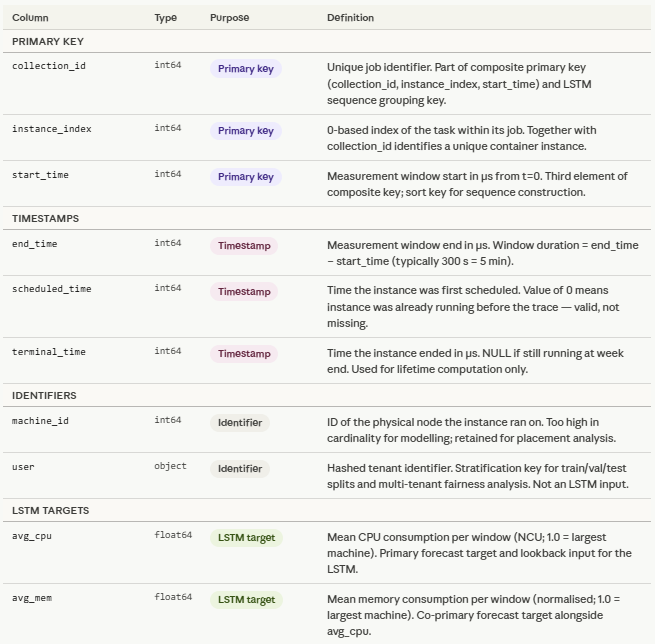 Column Type Purpose Definition
PRIMARY KEY
collection_id int64 Primary key Unique job identifier. Part of composite primary key
(collection_id, instance_index, start_time) and LSTM
sequence grouping key.
instance_index int64 Primary key 0-based index of the task within its job. Together with
collection_id identifies a unique container instance.
start_time int64 Primary key Measurement window start in µs from t=0. Third element of
composite key; sort key for sequence construction.
TIMESTAMPS
end_time int64 Timestamp Measurement window end in µs. Window duration = end_time
− start_time (typically 300 s = 5 min).
scheduled_time int64 Timestamp Time the instance was first scheduled. Value of 0 means
instance was already running before the trace — valid, not
missing.
terminal_time int64 Timestamp Time the instance ended in µs. NULL if still running at week
end. Used for lifetime computation only.
IDENTIFIERS
machine_id int64 Identifier ID of the physical node the instance ran on. Too high in
cardinality for modelling; retained for placement analysis.
user object Identifier Hashed tenant identifier. Stratification key for train/val/test
splits and multi-tenant fairness analysis. Not an LSTM input.
LSTM TARGETS
avg_cpu float64 LSTM target Mean CPU consumption per window (NCU; 1.0 = largest
machine). Primary forecast target and lookback input for the
LSTM.
avg_mem float64 LSTM target Mean memory consumption per window (normalised; 1.0 =
largest machine). Co-primary forecast target alongside
avg_cpu.